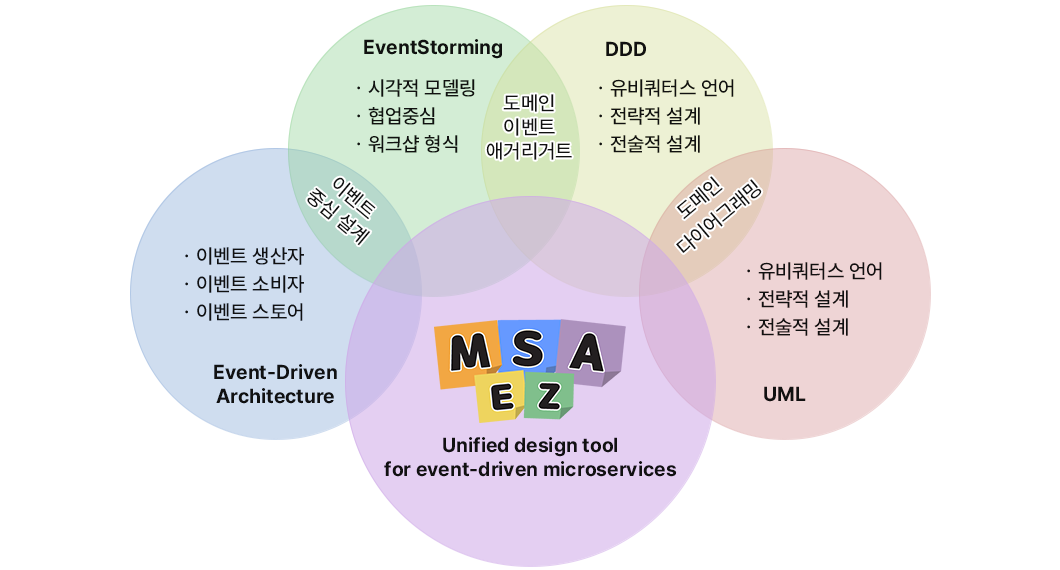 EventStorming
· 시각적 모델링
· 협업중심
· 워크샵 형식
도메인
이벤트
애거리거트
DDD
· 유비쿼터스 언어
· 전략적 설계
· 전술적 설계
이벤트
중심 설계
도메인
다이어그래밍
· 이벤트 생산자
· 이벤트 소비자
· 이벤트 스토어
Event-Driven
Architecture
· 유비쿼터스 언어
· 전략적 설계
· 전술적 설계
UML
MSA
EZ
Unified design tool
for event-driven microservices